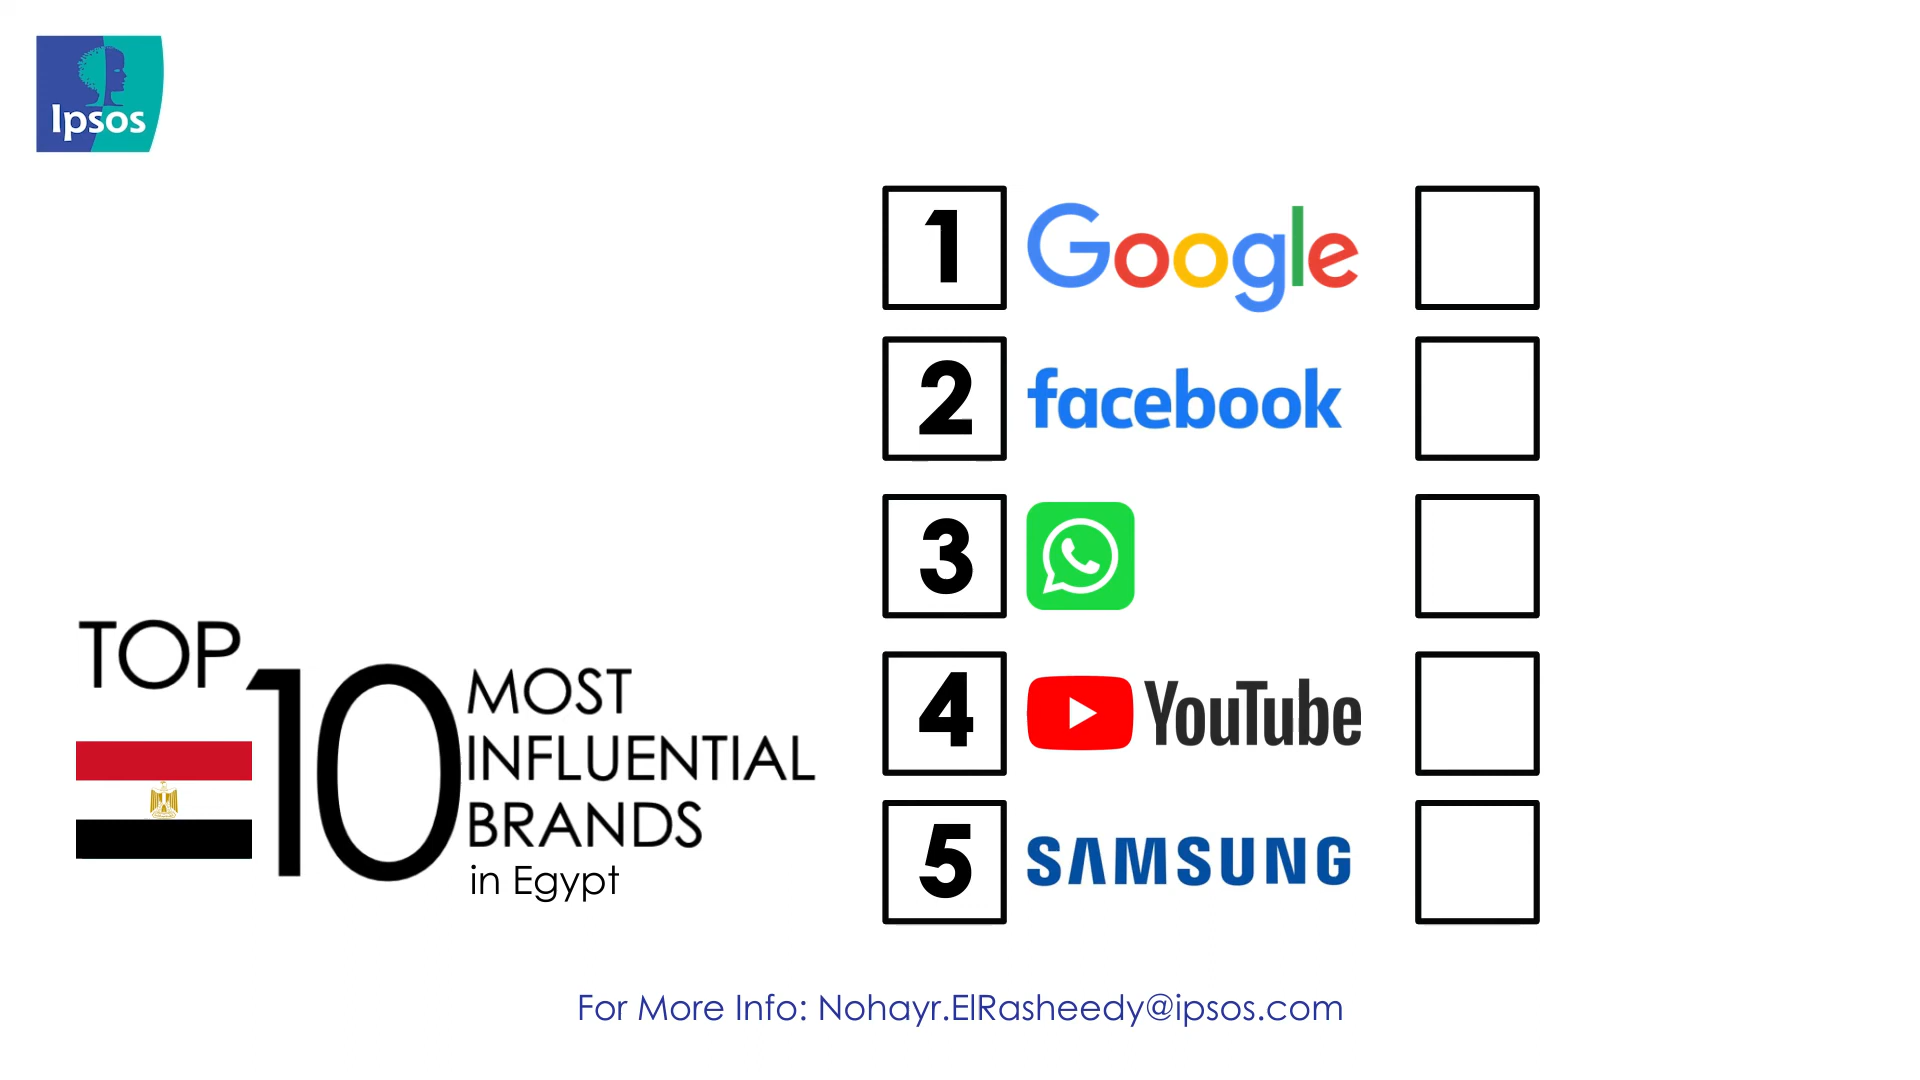 Ipsos
1 Google
2 facebook
3
4 YouTube
5 SAMSUNG
TOP
10
MOST
INFLUENTIAL
BRANDS
in Egypt
For More Info: Nohayr.ElRasheedy@ipsos.com